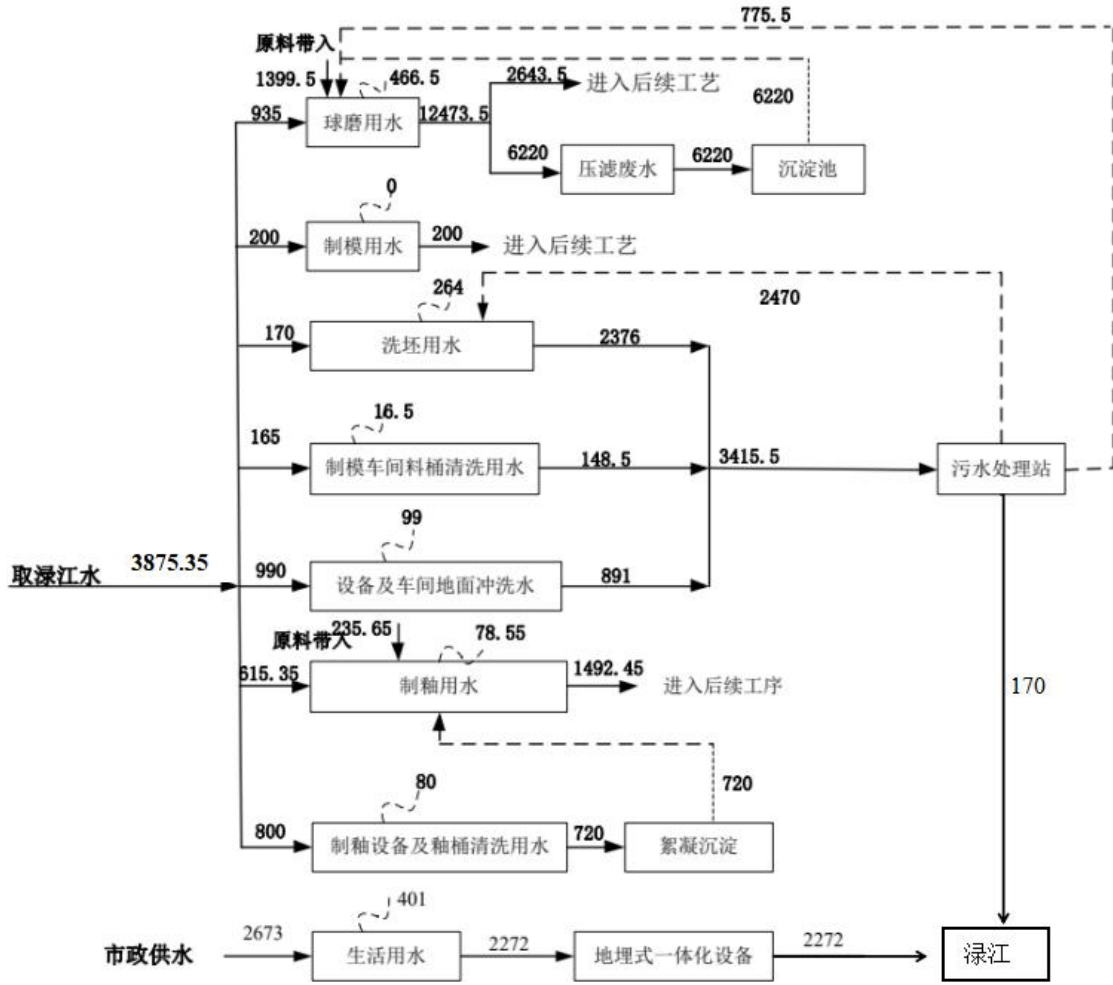 775.5
原料带入
1399.5
466.5
2643.5
进入后续工艺
6220
935
球磨用水
12473.5
6220
压滤废水
6220
沉淀池
0
200
制模用水
200
进入后续工艺
264
2470
170
洗坯用水
2376
16.5
165
制模车间料桶清洗用水
148.5
3415.5
污水处理站
99
取渌江水
3875.35
990
设备及车间地面冲洗水
891
原料带入
235.65
78.55
615.35
制釉用水
1492.45
进入后续工序
170
80
720
800
制釉设备及釉桶清洗用水
720
絮凝沉淀
401
市政供水
2673
生活用水
2272
地埋式一体化设备
2272
渌江